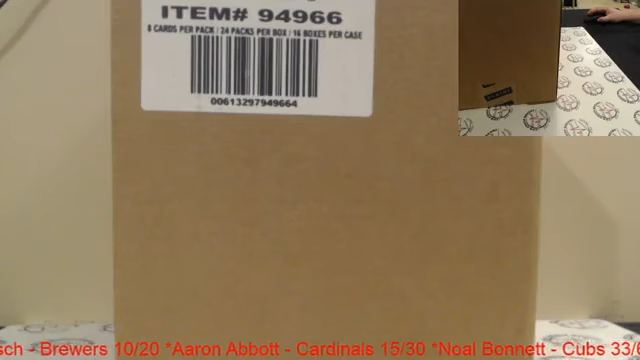 ITEM# 94966
8 CARDS PER PACK / 24 PACKS PER BOX / 16 BOXES PER CASE
00613297949664
sch - Brewers 10/20 *Aaron Abbott - Cardinals 15/30 *Noal Bonnett - Cubs 33/